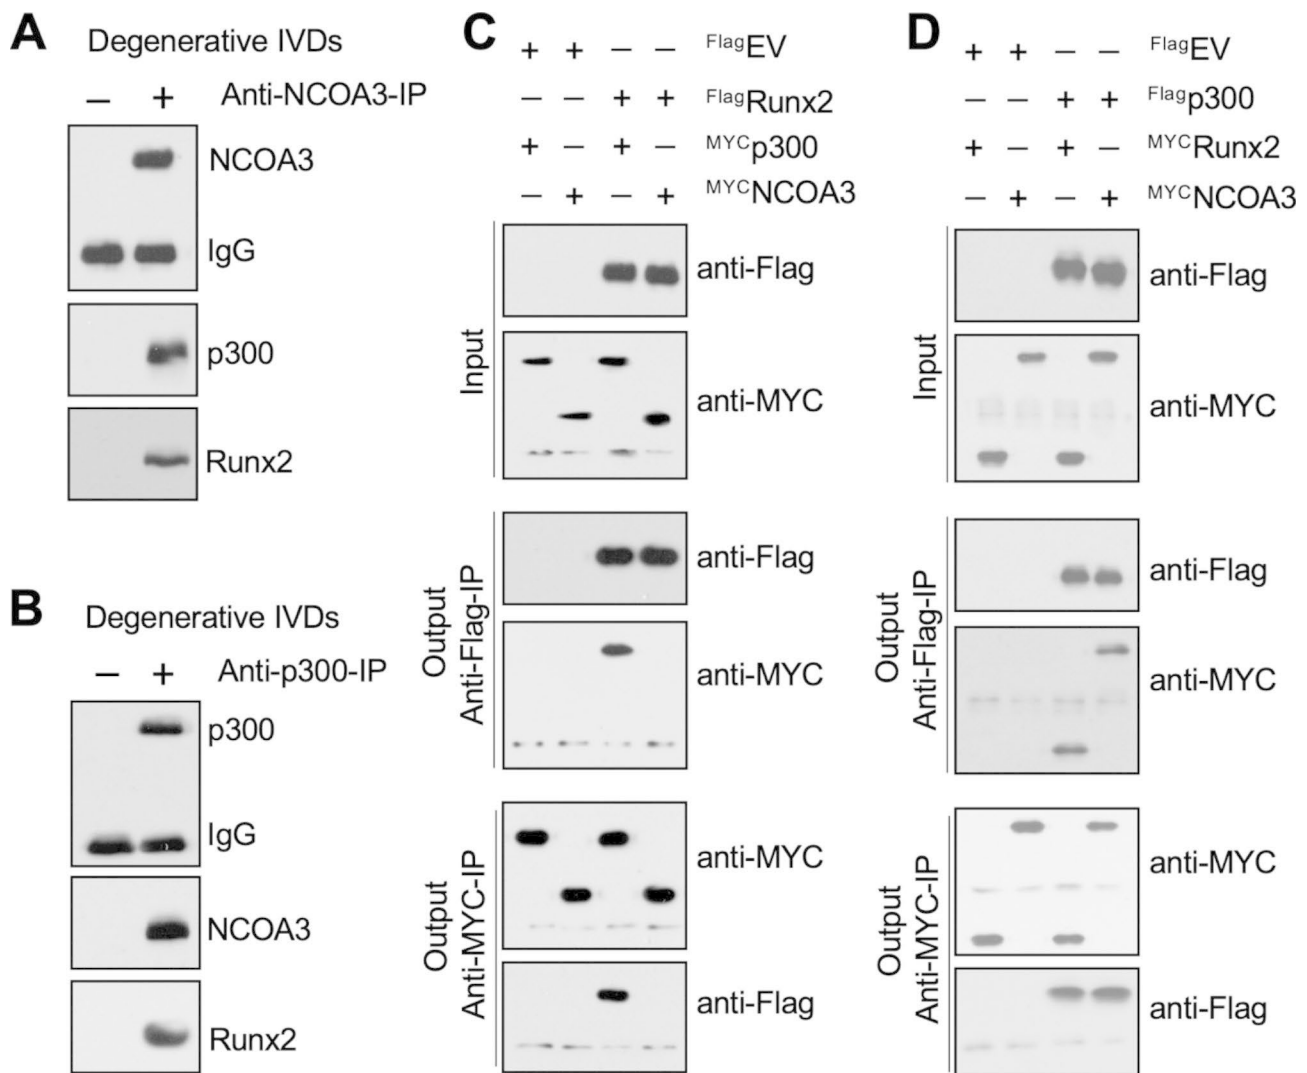 A
Degenerative IVDs
– + Anti-NCOA3-IP
NCOA3
IgG
p300
Runx2
B
Degenerative IVDs
– + Anti-p300-IP
p300
IgG
NCOA3
Runx2
C
+ + – – FlagEV
– – + + FlagRunx2
+ – + – MYCp300
– + – + MYCNCOA3
Input
anti-Flag
anti-MYC
Output
Anti-Flag-IP
anti-Flag
anti-MYC
Output
Anti-MYC-IP
anti-MYC
anti-Flag
D
+ + – – FlagEV
– – + + Flagp300
+ – + – MYCRunx2
– + – + MYCNCOA3
Input
anti-Flag
anti-MYC
Output
Anti-Flag-IP
anti-Flag
anti-MYC
Output
Anti-MYC-IP
anti-MYC
anti-Flag